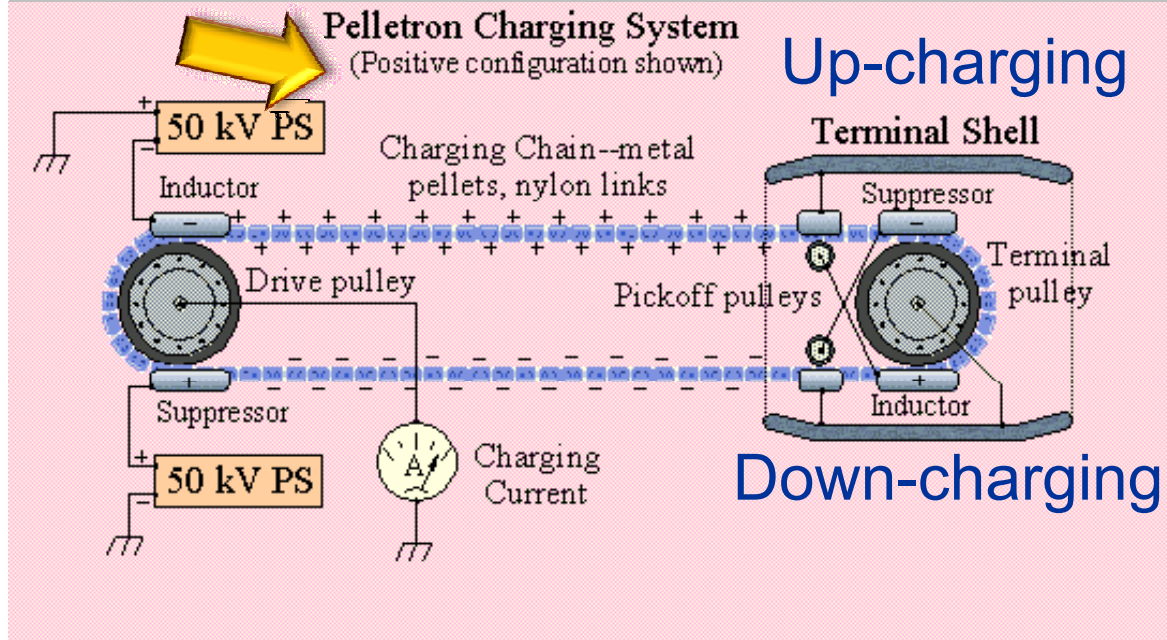 Pelletron Charging System
(Positive configuration shown)
Up-charging
+
50 kV PS
−
Terminal Shell
Charging Chain--metal
pellets, nylon links
Inductor
Suppressor
−
−
+ + + + + + + + + + + +
+ + + + + + + + + + + +
Terminal
pulley
Drive pulley
Pickoff pulleys
− − − − − − − − − − −
− − − − − − − − − −
+
+
Suppressor
Inductor
+
50 kV PS
−
A
Charging
Current
Down-charging